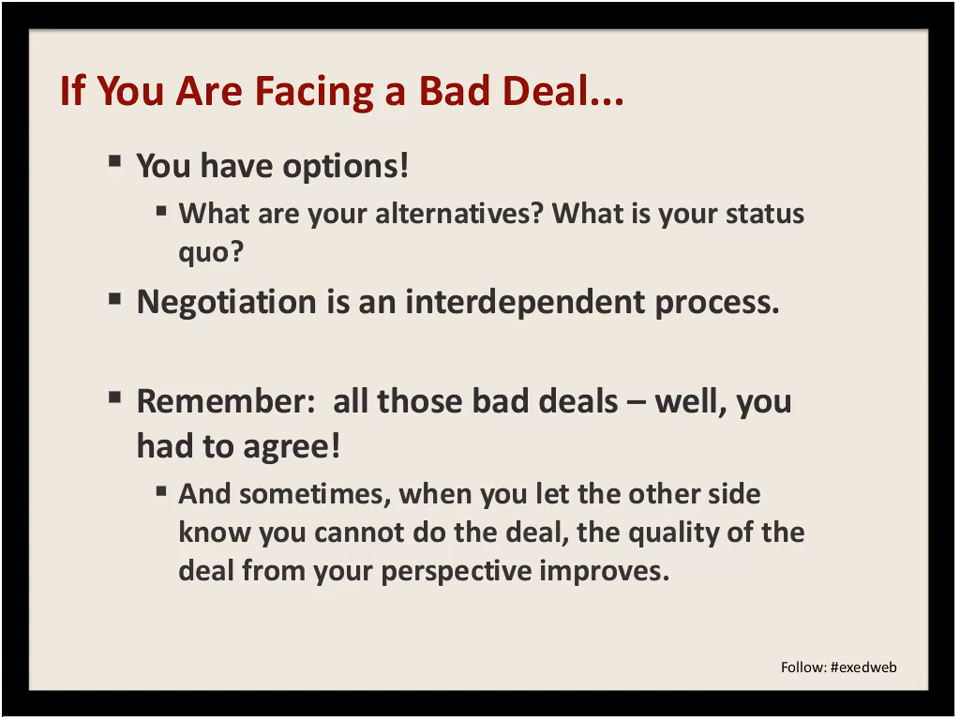 If You Are Facing a Bad Deal...
▪ You have options!
▪ What are your alternatives? What is your status
quo?
▪ Negotiation is an interdependent process.
▪ Remember:  all those bad deals – well, you
had to agree!
▪ And sometimes, when you let the other side
know you cannot do the deal, the quality of the
deal from your perspective improves.
Follow: #exedweb